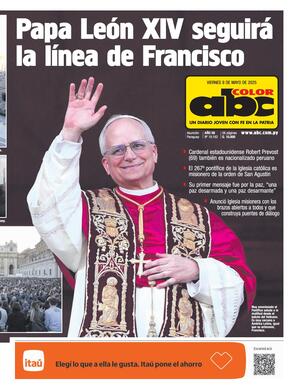 Papa León XIV seguirá
la línea de Francisco
VIERNES 9 DE MAYO DE 2025
COLOR
abc
UN DIARIO JOVEN CON FE EN LA PATRIA
www.abc.com.py
Cardenal estadounidense Robert Prevost
(69) también es nacionalizado peruano
El 267º pontífice de la Iglesia católica es
misionero de la orden de San Agustín
Su primer mensaje fue por la paz, "una
paz desarmada y una paz desarmante"
Anunció Iglesia misionera con los
brazos abiertos a todos y que
construya puentes de diálogo
itaú
Elegí lo que a ella le gusta. Itaú pone el ahorro